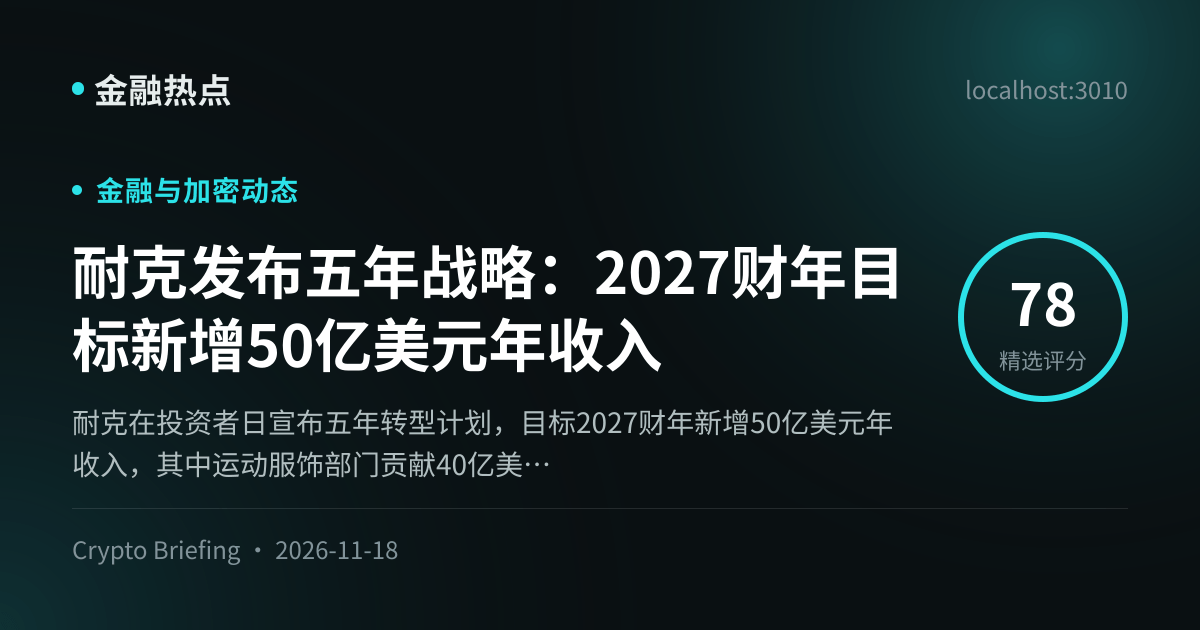 金融热点
localhost:3010
金融与加密动态
耐克发布五年战略：2027财年目
标新增50亿美元年收入
78
精选评分
耐克在投资者日宣布五年转型计划，目标2027财年新增50亿美元年
收入，其中运动服饰部门贡献40亿美…
Crypto Briefing · 2026-11-18